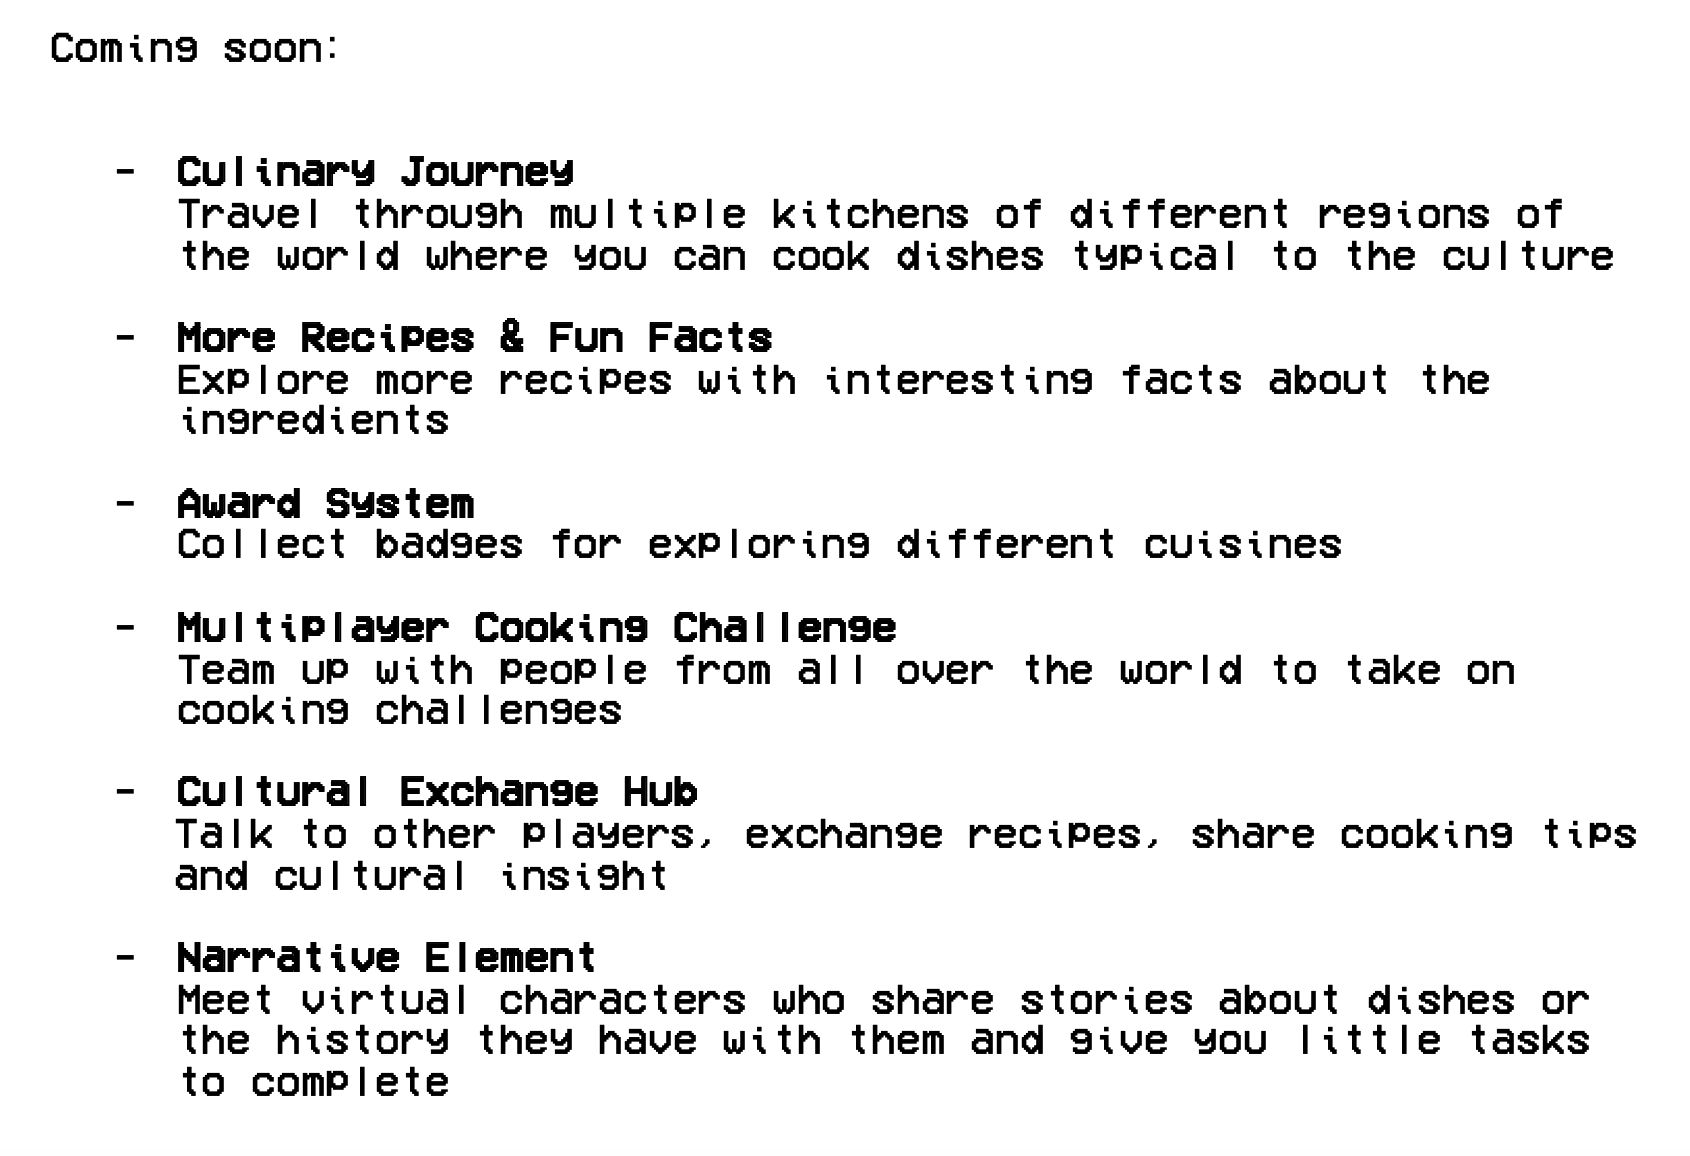 Coming soon:
- Culinary Journey
Travel through multiple kitchens of different regions of
the world where you can cook dishes typical to the culture
- More Recipes & Fun Facts
Explore more recipes with interesting facts about the
ingredients
- Award System
Collect badges for exploring different cuisines
- Multiplayer Cooking Challenge
Team up with people from all over the world to take on
cooking challenges
- Cultural Exchange Hub
Talk to other players, exchange recipes, share cooking tips
and cultural insight
- Narrative Element
Meet virtual characters who share stories about dishes or
the history they have with them and give you little tasks
to complete